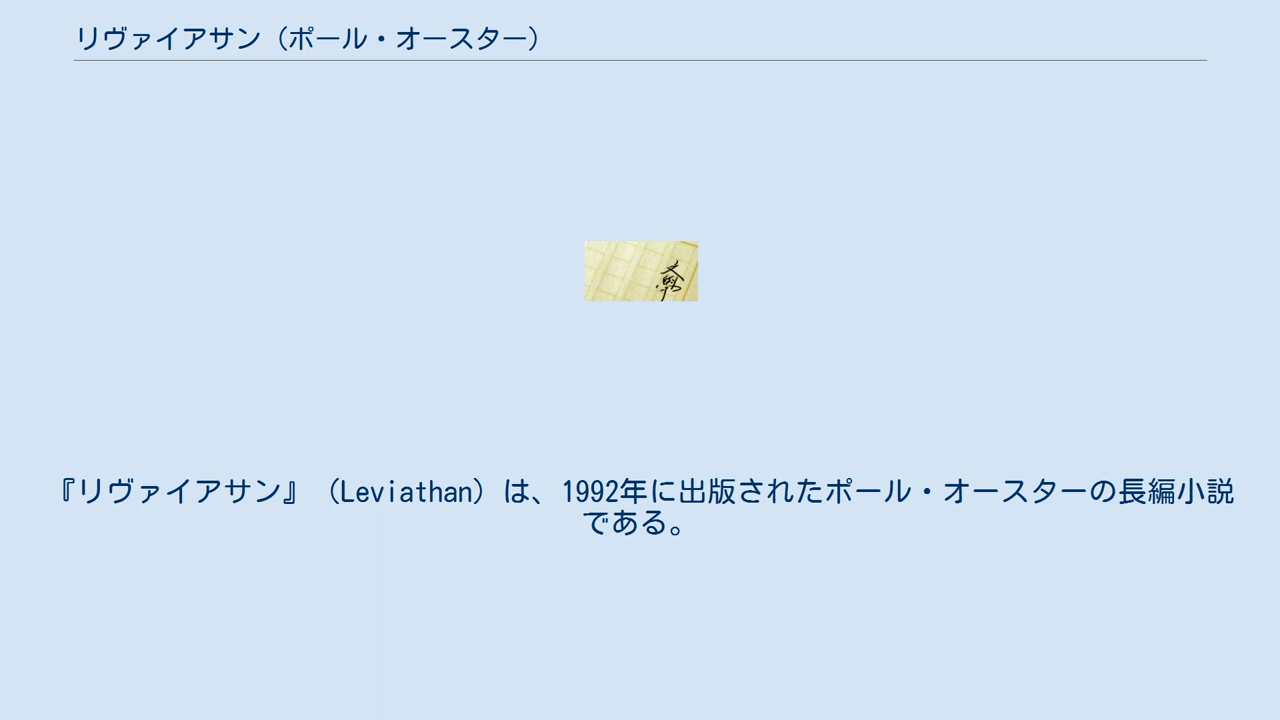 リヴァイアサン（ポール・オースター）
『リヴァイアサン』（Leviathan）は、1992年に出版されたポール・オースターの長編小説
である。